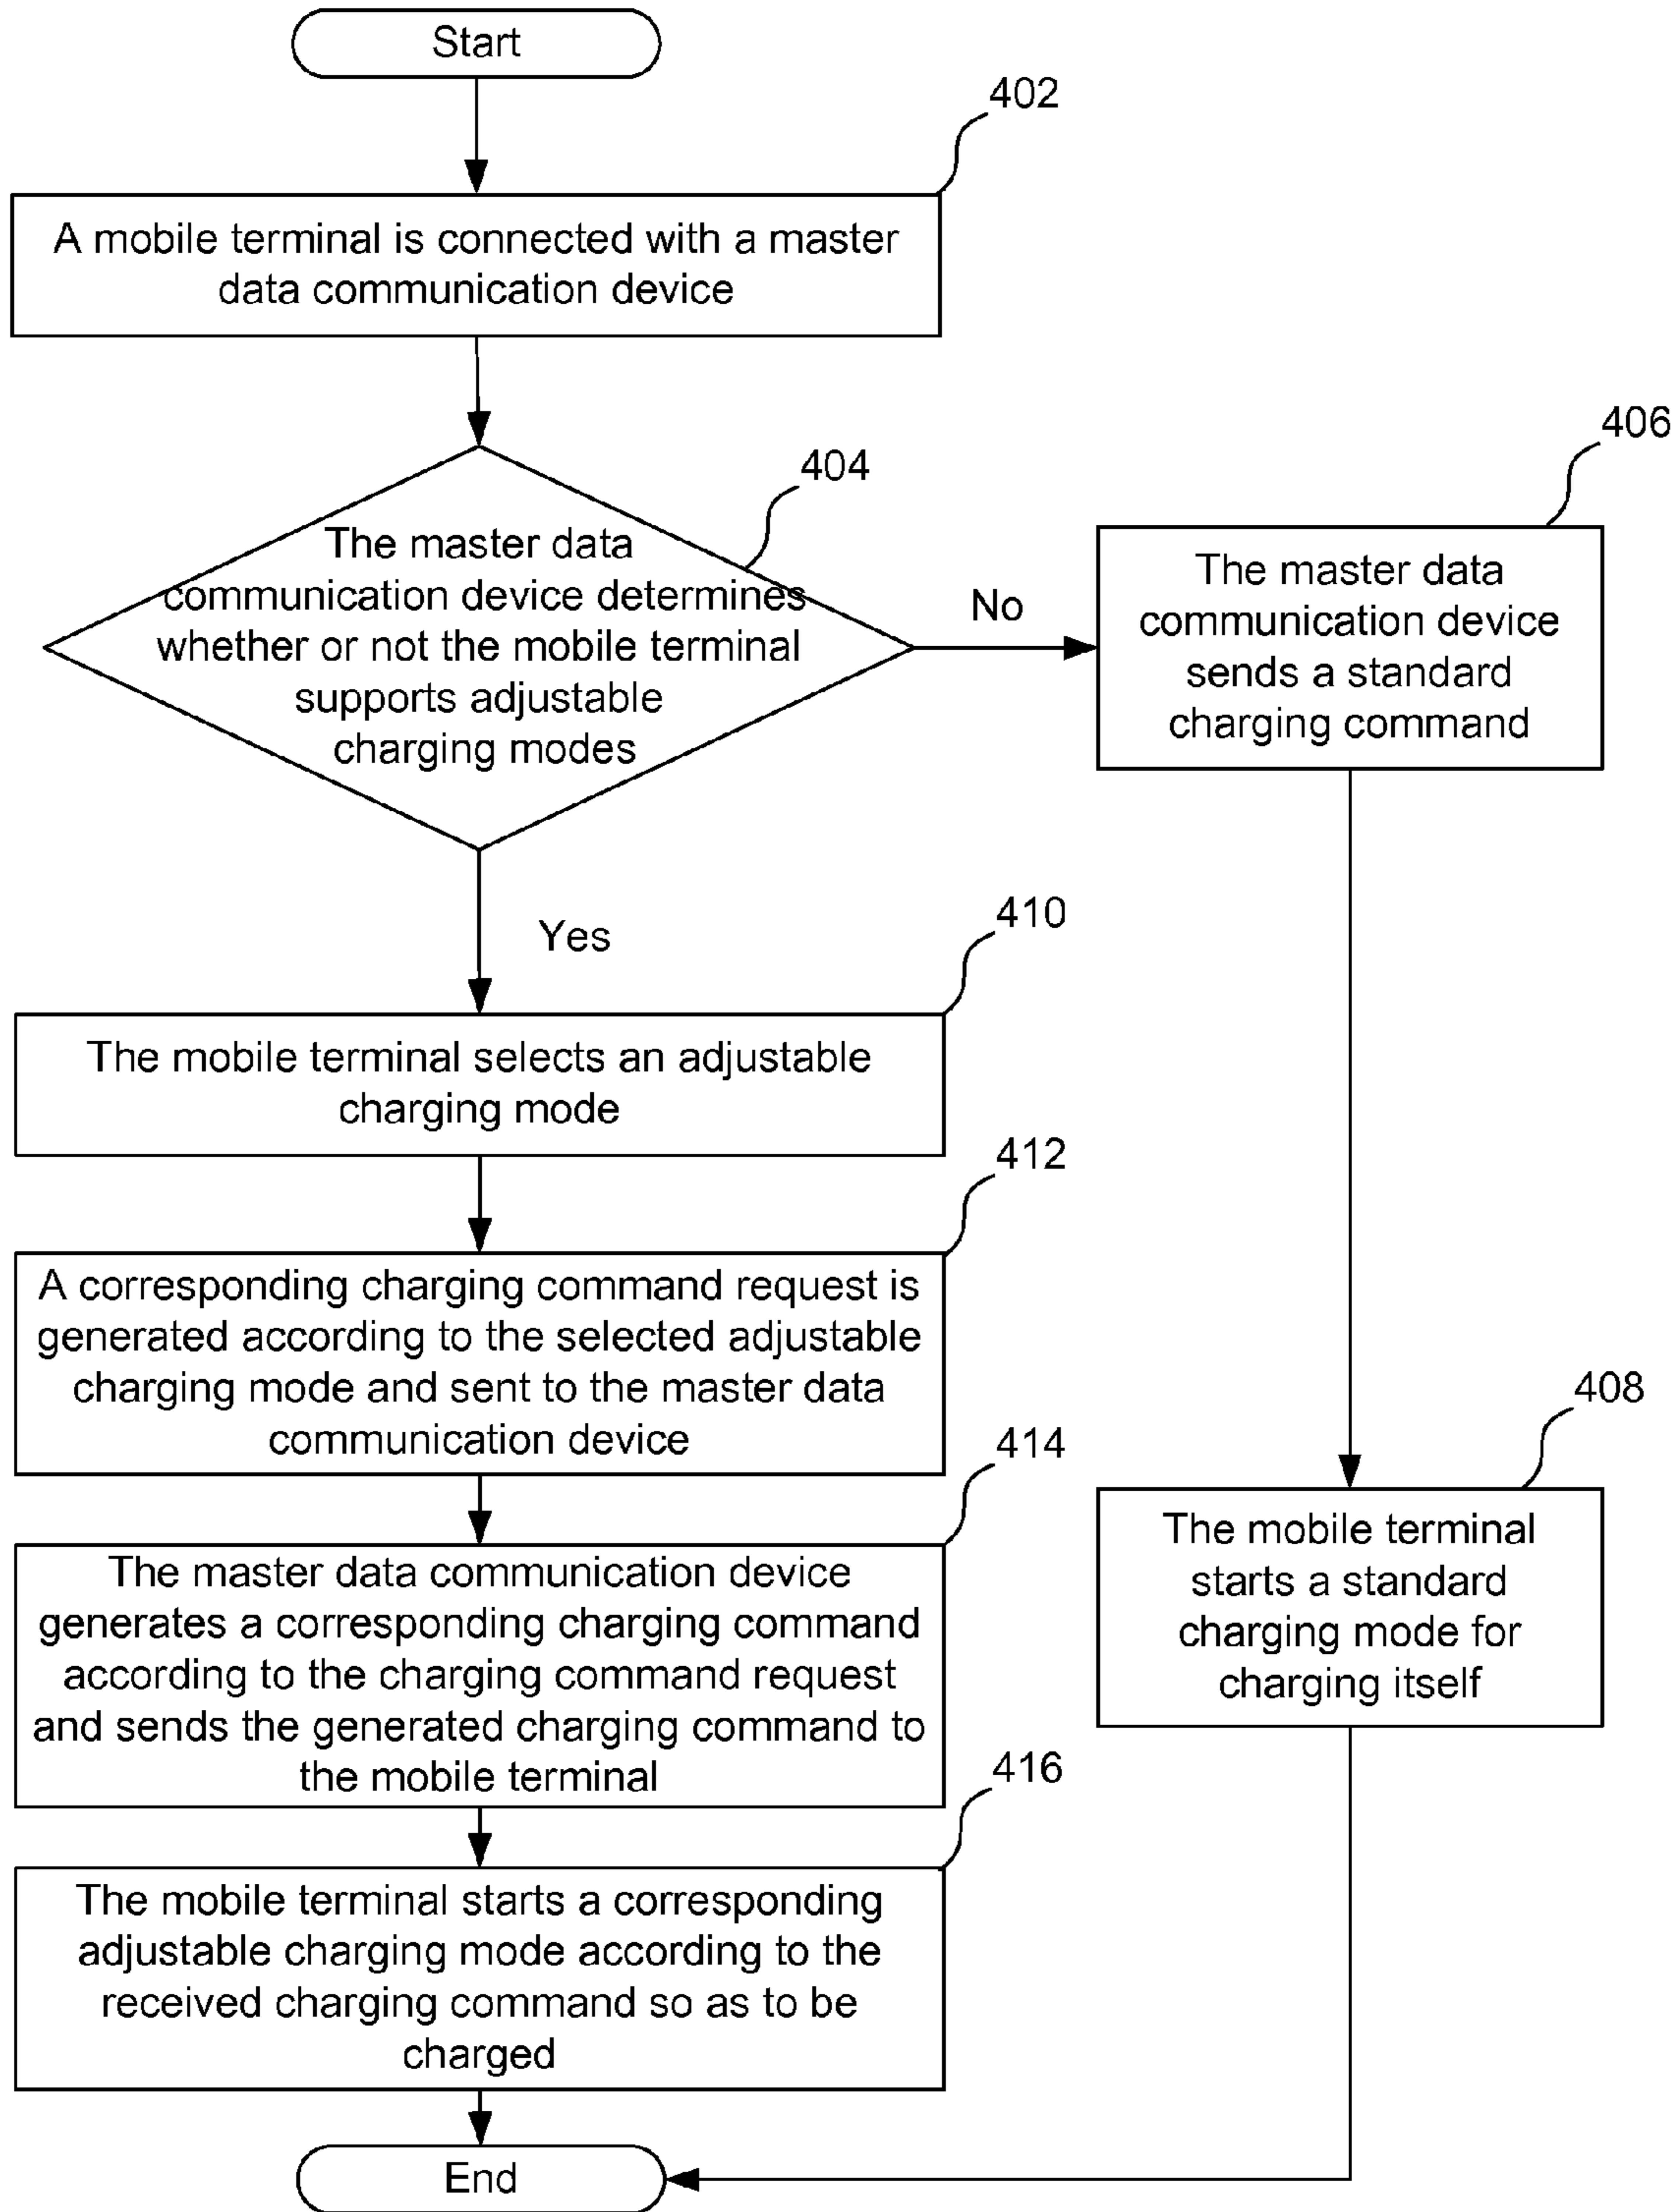 Start
402
A mobile terminal is connected with a master
data communication device
404
The master data
communication device determines
whether or not the mobile terminal
supports adjustable
charging modes
No
406
The master data
communication device
sends a standard
charging command
Yes
410
The mobile terminal selects an adjustable
charging mode
412
A corresponding charging command request is
generated according to the selected adjustable
charging mode and sent to the master data
communication device
414
The master data communication device
generates a corresponding charging command
according to the charging command request
and sends the generated charging command to
the mobile terminal
408
The mobile terminal
starts a standard
charging mode for
charging itself
416
The mobile terminal starts a corresponding
adjustable charging mode according to the
received charging command so as to be
charged
End